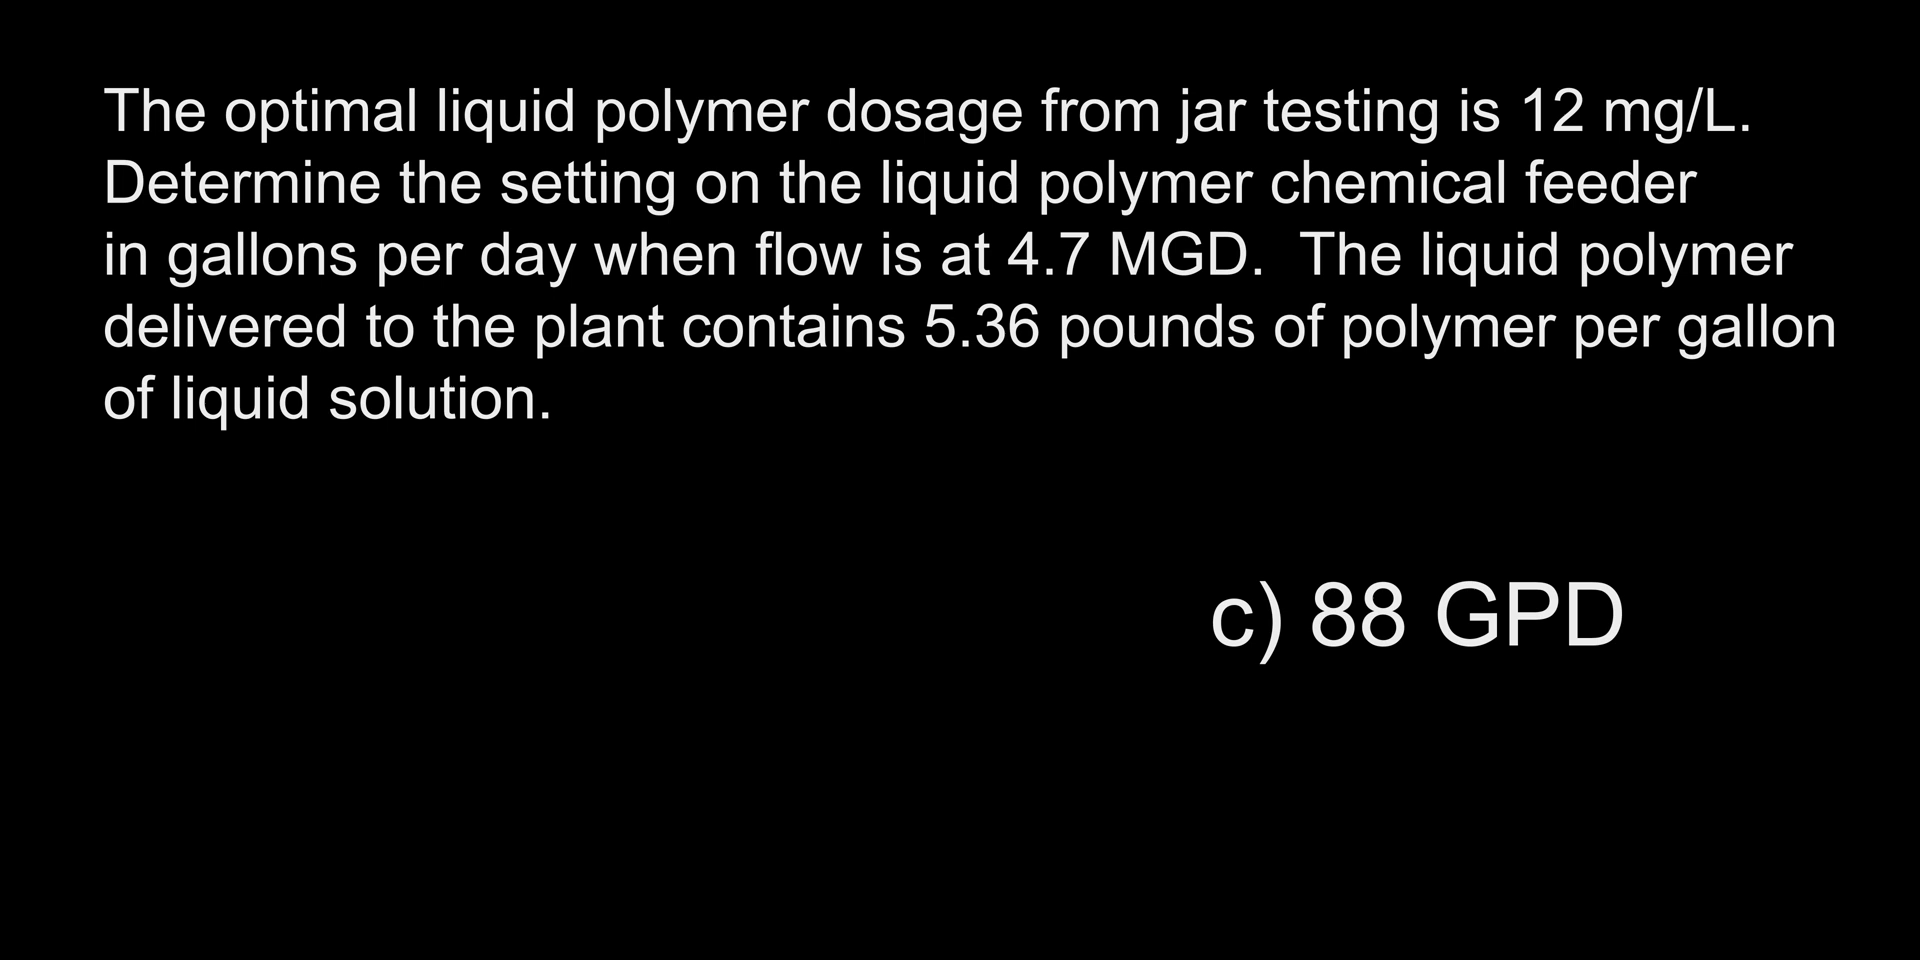 The optimal liquid polymer dosage from jar testing is 12 mg/L.
Determine the setting on the liquid polymer chemical feeder
in gallons per day when flow is at 4.7 MGD.  The liquid polymer
delivered to the plant contains 5.36 pounds of polymer per gallon
of liquid solution.
c) 88 GPD